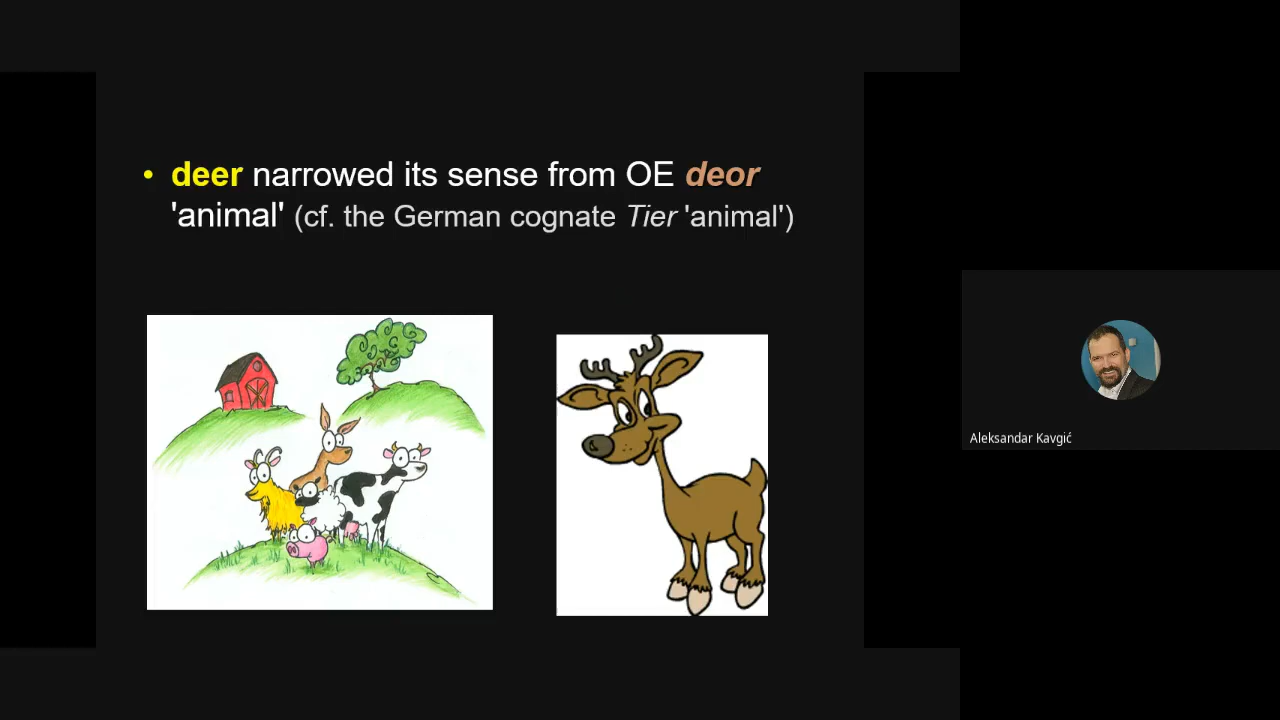 • deer narrowed its sense from OE deor
'animal' (cf. the German cognate Tier 'animal')
Aleksandar Kavgić